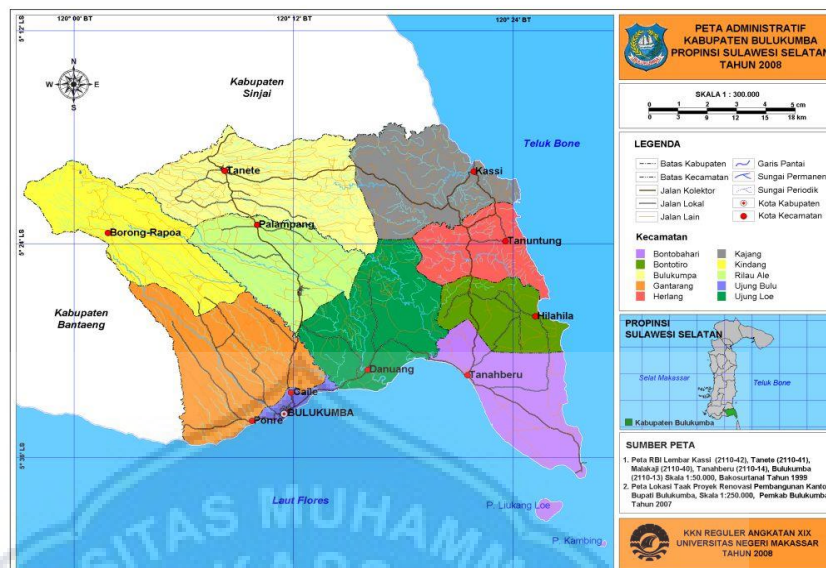 120° 00' BT
120° 12' BT
120° 24' BT
5° 12' LS
5° 12' LS
N
W
E
S
Kabupaten
Sinjai
Teluk Bone
Tanete
Kassi
Palampang
Borong-Rapoa
Tanuntung
Kabupaten
Bantaeng
Hilahila
Danuang
Tanahberu
Caile
BULUKUMBA
Ponre
5° 36' LS
Laut Flores
P. Liukang Loe
P. Kambing
SITAS MUHAM
PETA ADMINISTRATIF
KABUPATEN BULUKUMBA
PROPINSI SULAWESI SELATAN
TAHUN 2008
SKALA 1 : 300.000
0 1 2 3 4 5 cm
0 3 6 9 12 15 18 km
LEGENDA
Batas Kabupaten
Garis Pantai
Batas Kecamatan
Sungai Permanen
Jalan Kolektor
Sungai Periodik
Jalan Lokal
Kota Kabupaten
Jalan Lain
Kota Kecamatan
Kecamatan
Bontobahari
Kajang
Bontotiro
Kindang
Bulukumpa
Rilau Ale
Gantarang
Ujung Bulu
Herlang
Ujung Loe
PROPINSI
SULAWESI SELATAN
Selat Makassar
Teluk Bone
Kabupaten Bulukumba
SUMBER PETA
1. Peta RBI Lembar Kassi (2110-42), Tanete (2110-41),
Malakaji (2110-40), Tanahberu (2110-14), Bulukumba
(2110-13) Skala 1:50.000, Bakosurtanal Tahun 1999
2. Peta Lokasi Taak Proyek Renovasi Pembangunan Kanto
Bupati Bulukumba, Skala 1:250.000, Pemkab Bulukumba
Tahun 2007
KKN REGULER ANGKATAN XIX
UNIVERSITAS NEGERI MAKASSAR
TAHUN 2008